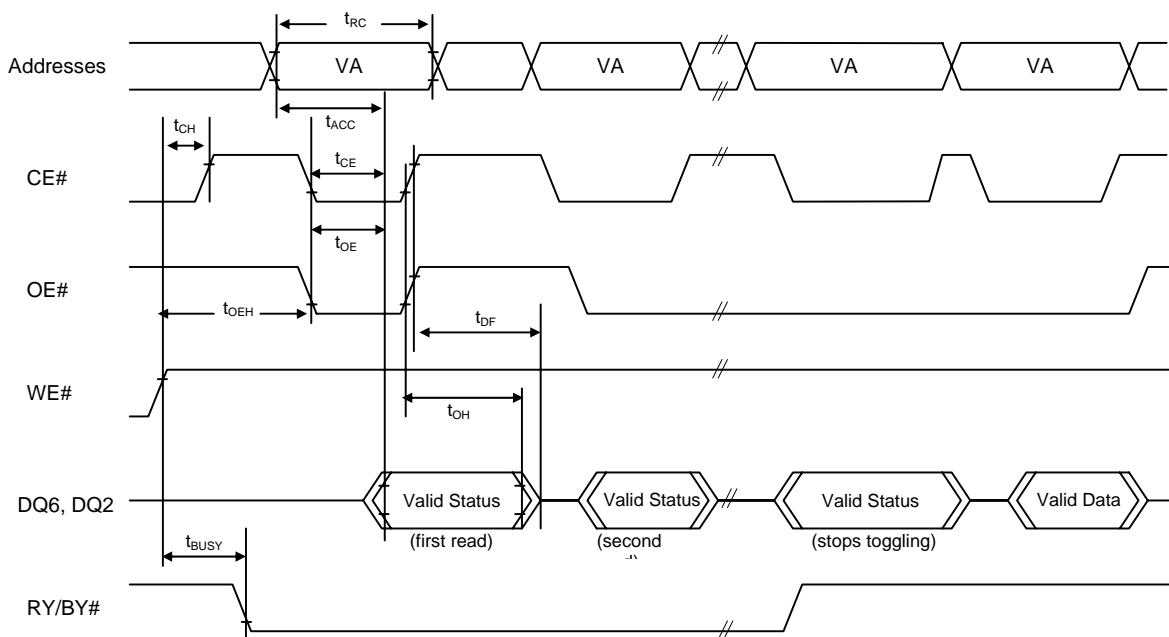 tRC
Addresses
VA
VA
VA
VA
tACC
tCH
tCE
CE#
tOE
OE#
tOEH
tDF
WE#
tOH
DQ6, DQ2
Valid Status
Valid Status
Valid Status
Valid Data
(first read)
(second
(stops toggling)
tBUSY
RY/BY#